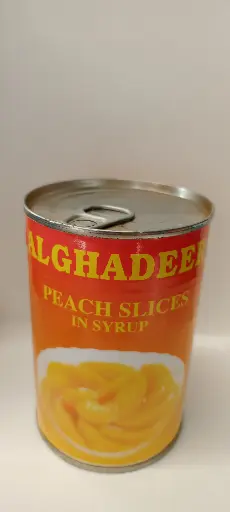 ALGHADEER
PEACH SLICES
IN SYRUP